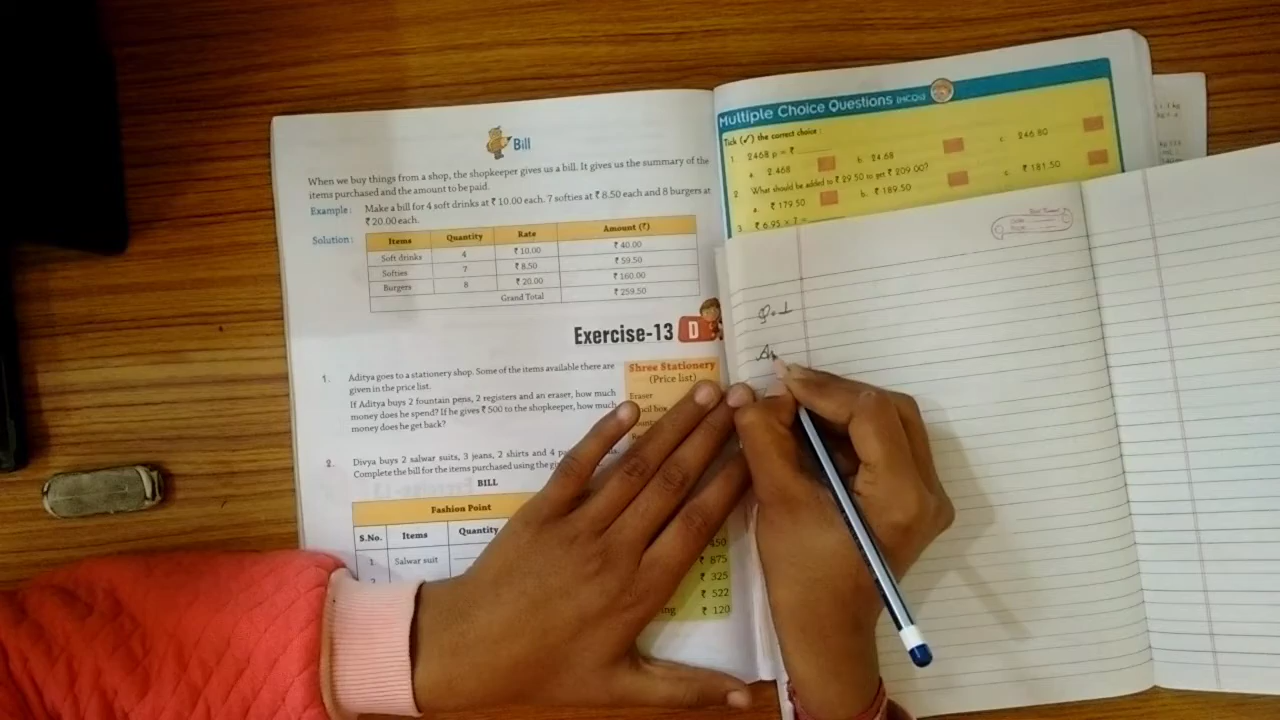 Bill
When we buy things from a shop, the shopkeeper gives us a bill. It gives us the summary of the
items purchased and the amount to be paid.
Example: Make a bill for 4 soft drinks at ₹ 10.00 each. 7 softies at ₹ 8.50 each and 8 burgers at
₹ 20.00 each.
Solution:
Items Quantity Rate Amount (₹)
Soft drinks 4 ₹ 10.00 ₹ 40.00
Softies 7 ₹ 8.50 ₹ 59.50
Burgers 8 ₹ 20.00 ₹ 160.00
Grand Total ₹ 259.50
Exercise-13 D
1. Aditya goes to a stationery shop. Some of the items available there are
given in the price list.
If Aditya buys 2 fountain pens, 2 registers and an eraser, how much
money does he spend? If he gives ₹ 500 to the shopkeeper, how much
money does he get back?
Shree Stationery
(Price list)
Eraser
2. Divya buys 2 salwar suits, 3 jeans, 2 shirts and 4
Complete the bill for the items purchased using the
BILL
Fashion Point
S.No. Items Quantity
1. Salwar suit
2
450
₹ 875
₹ 325
₹ 522
₹ 120
Multiple Choice Questions (MCQs)
Tick (✓) the correct choice :
1. 2468 p = ₹
a. 2.468 b. 24.68 c. 246.80
2. What should be added to ₹ 29.50 to get ₹ 209.00?
a. ₹ 179.50 b. ₹ 189.50 c. ₹ 181.50
3. ₹ 6.95 × 7 =